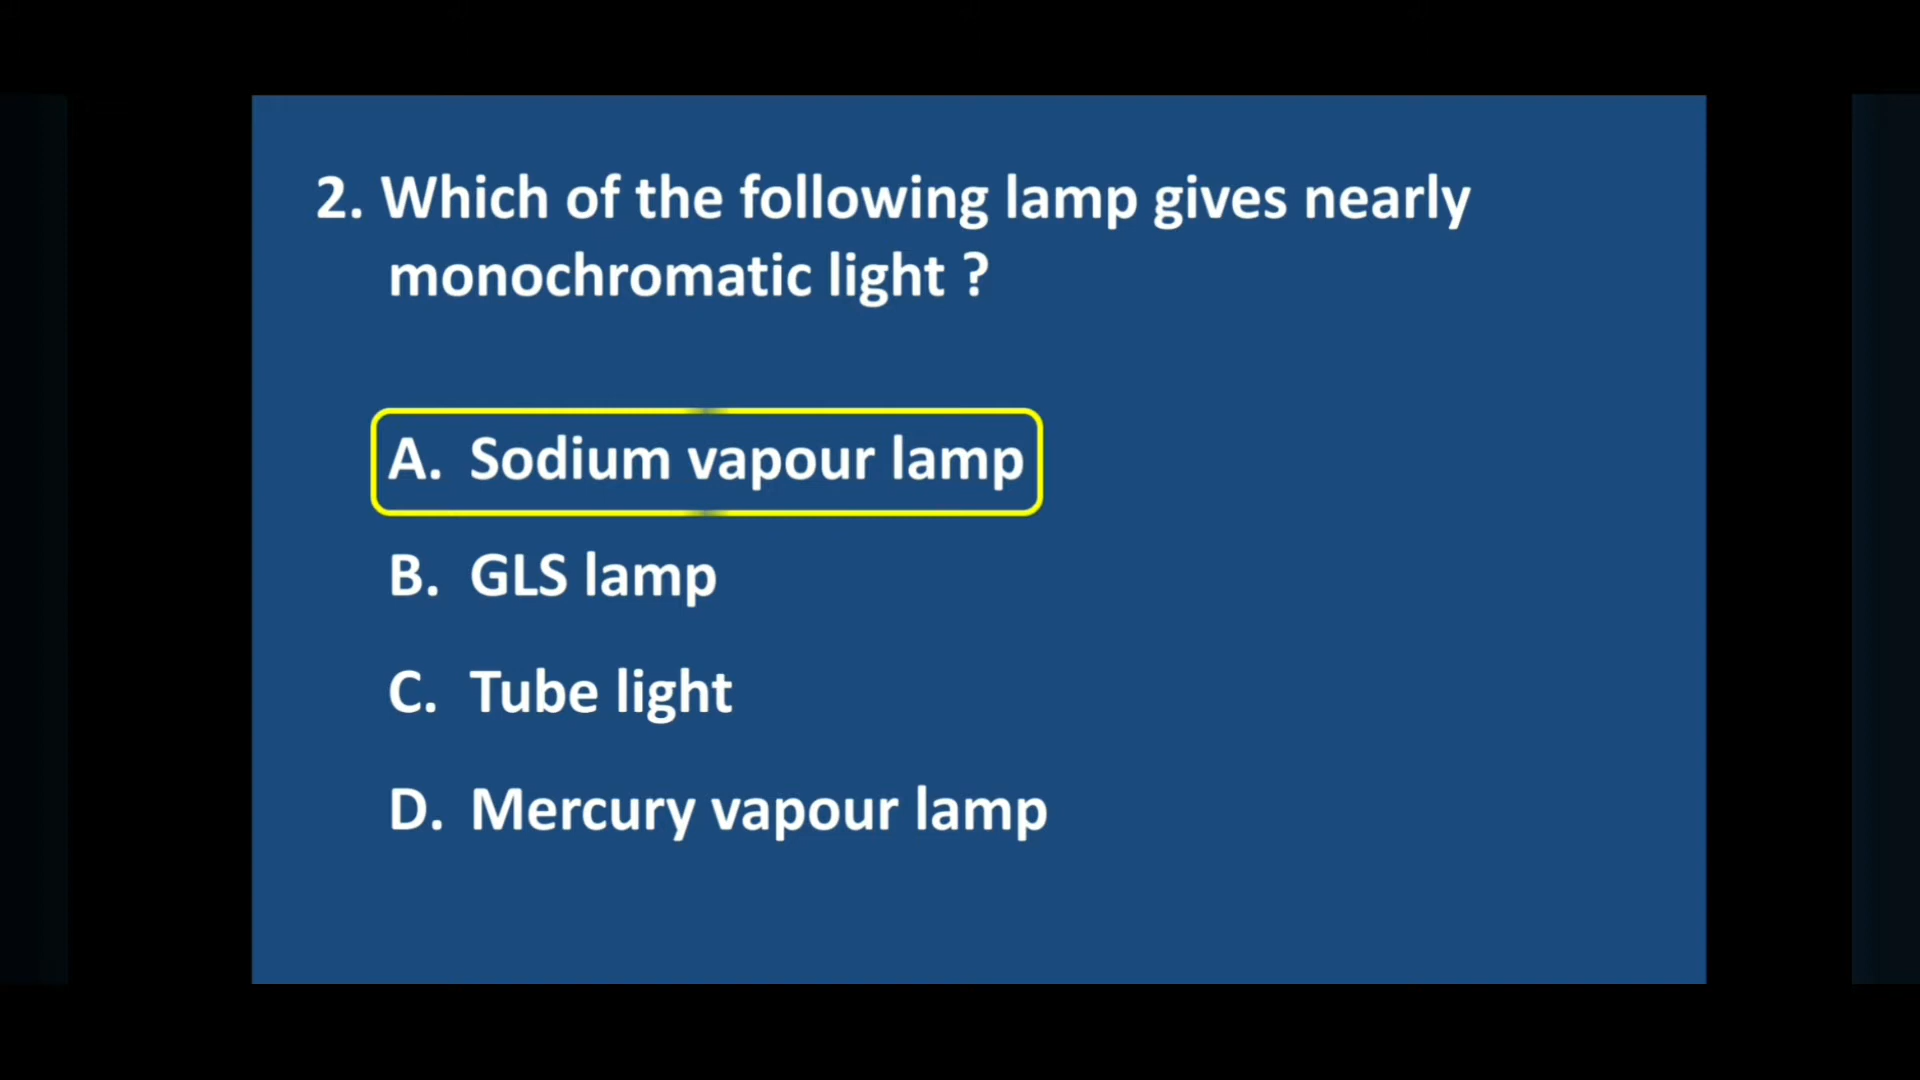 2. Which of the following lamp gives nearly
monochromatic light ?
A. Sodium vapour lamp
B. GLS lamp
C. Tube light
D. Mercury vapour lamp